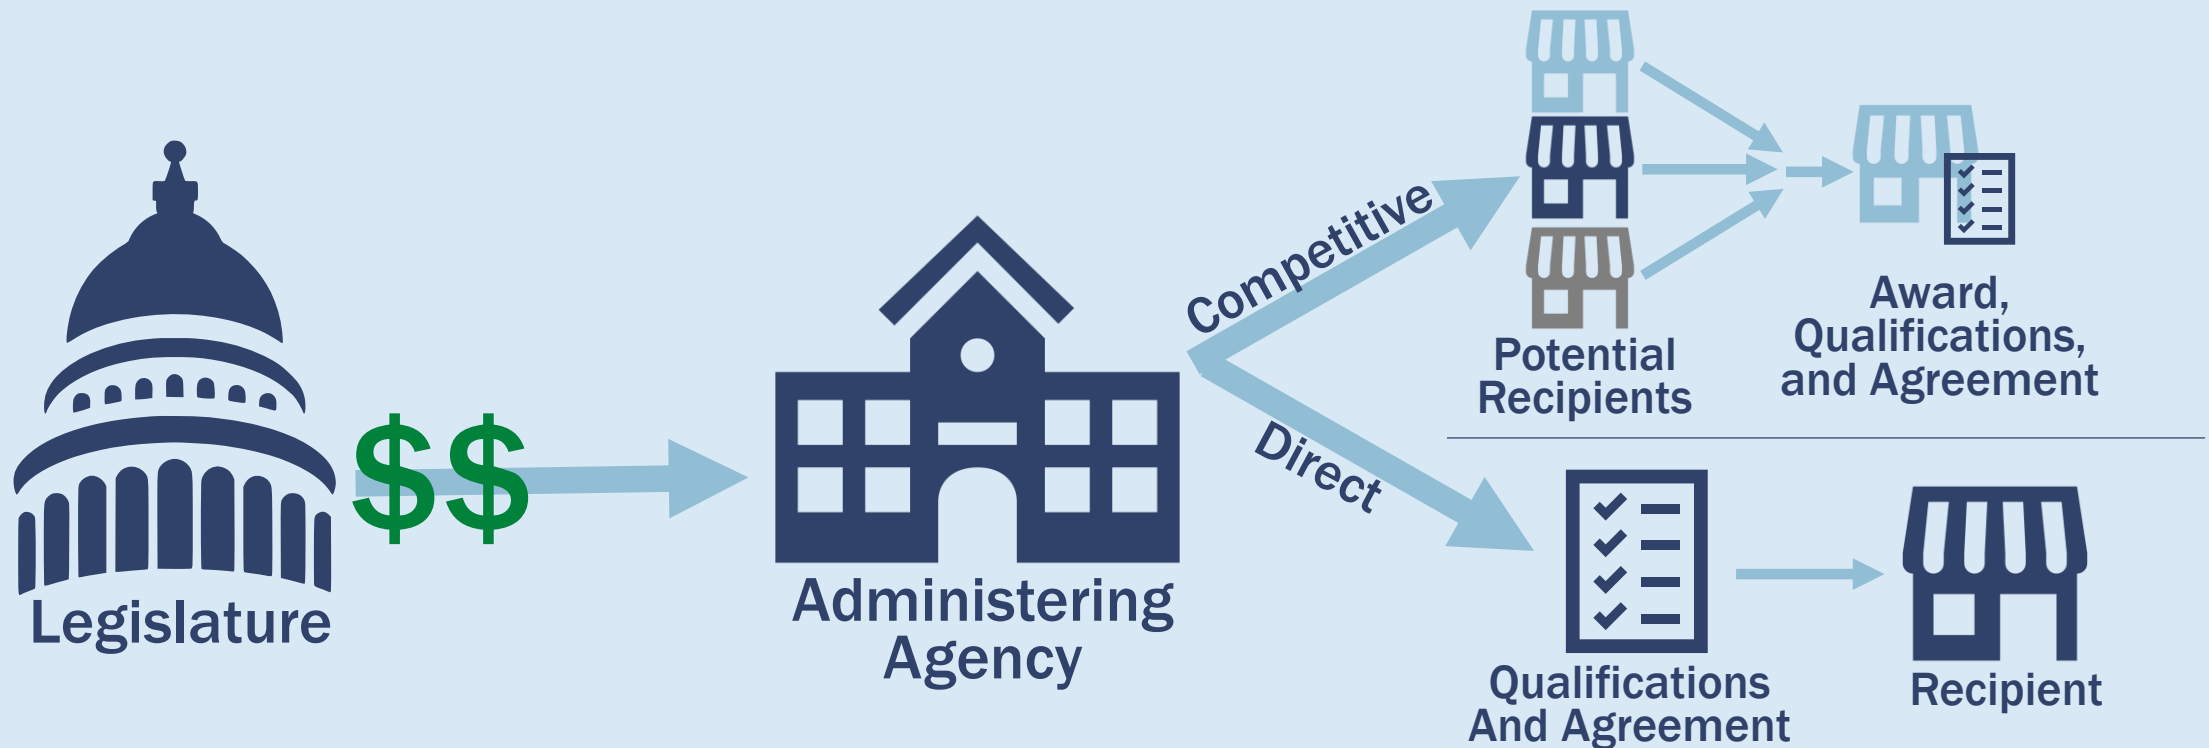 Legislature
$$
Administering
Agency
Competitive
Direct
Potential
Recipients
Award,
Qualifications,
and Agreement
Qualifications
And Agreement
Recipient